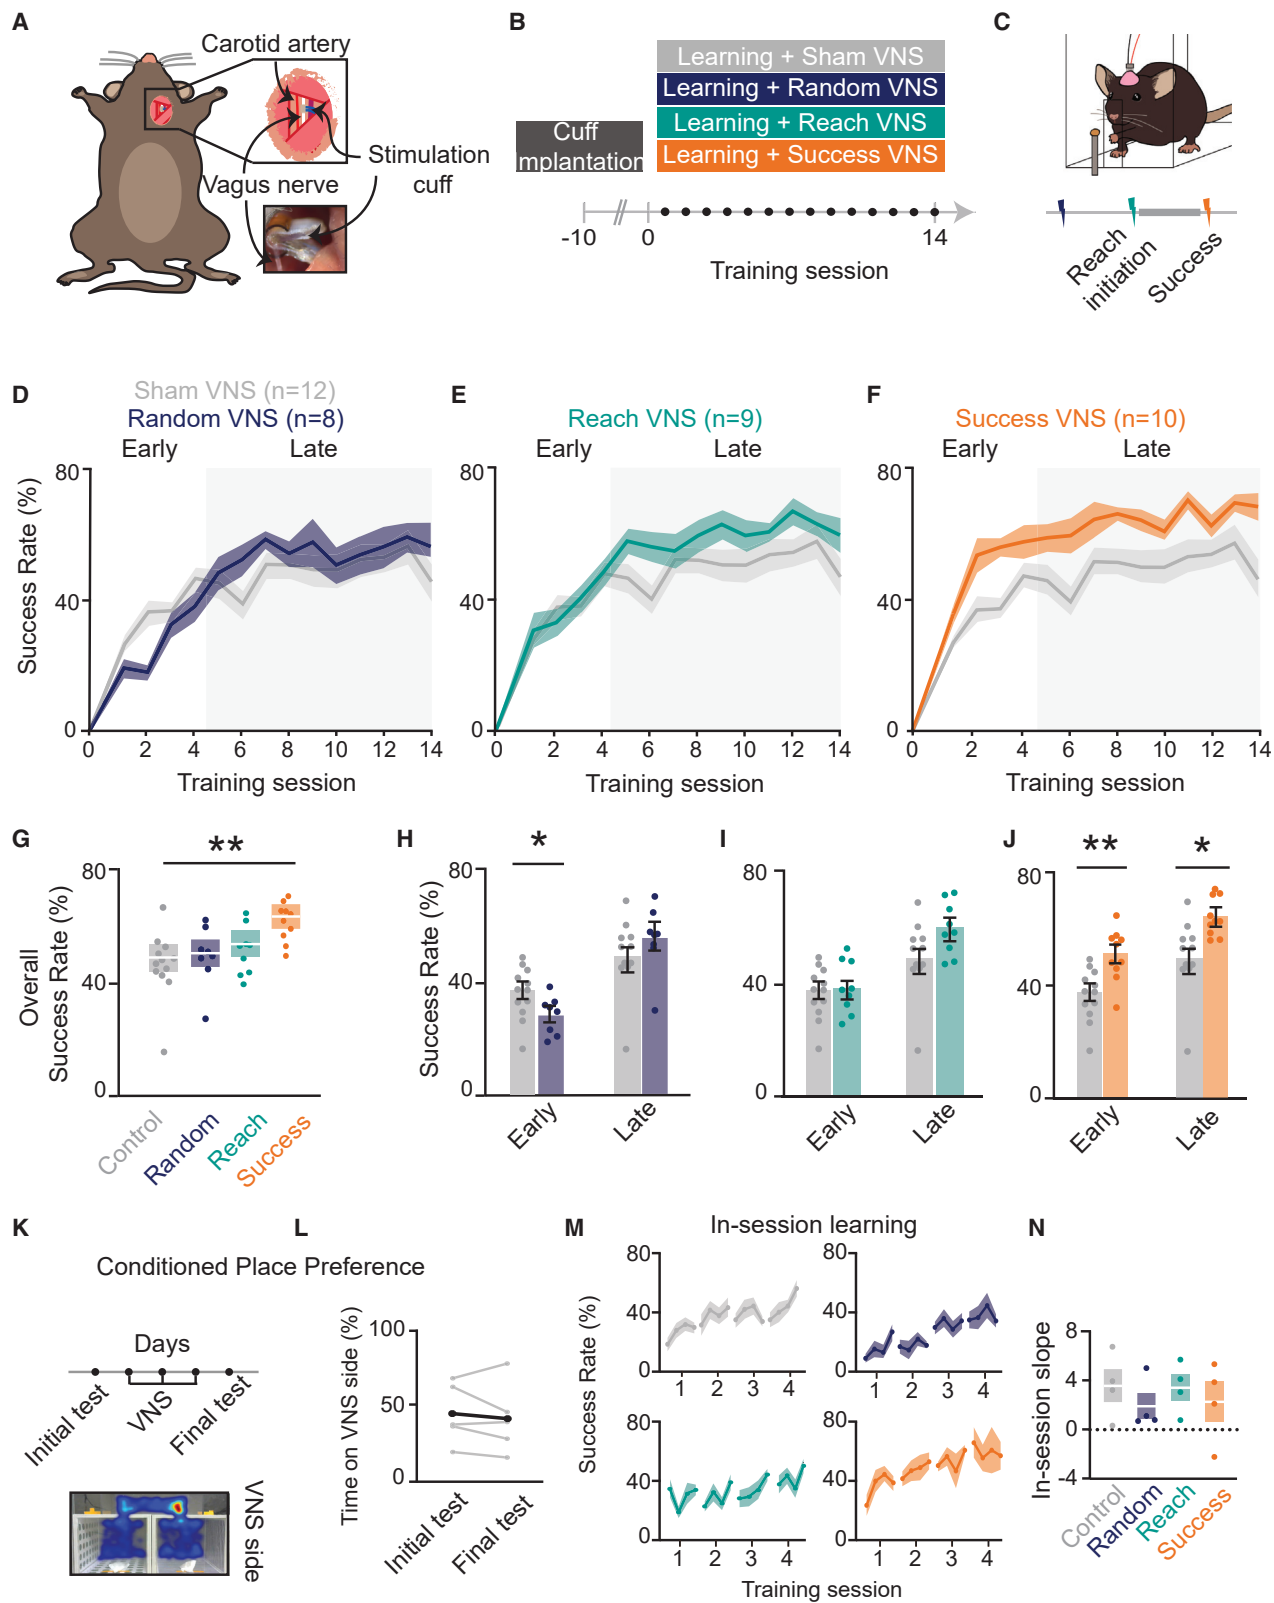 A
Carotid artery
Stimulation
cuff
Vagus nerve
B
Learning + Sham VNS
Learning + Random VNS
Learning + Reach VNS
Learning + Success VNS
Cuff
Implantation
-10
0
14
Training session
C
Reach
initiation
Success
D
Sham VNS (n=12)
Random VNS (n=8)
Early
Late
Success Rate (%)
80
40
0
0 2 4 6 8 10 12 14
Training session
E
Reach VNS (n=9)
Early
Late
80
40
0
0 2 4 6 8 10 12 14
Training session
F
Success VNS (n=10)
Early
Late
80
40
0
0 2 4 6 8 10 12 14
Training session
G
**
Overall
Success Rate (%)
80
40
0
Control
Random
Reach
Success
H
*
Success Rate (%)
80
40
0
Early
Late
I
80
40
0
Early
Late
J
**
*
80
40
0
Early
Late
K
L
Conditioned Place Preference
Days
Initial test
VNS
Final test
VNS side
Time on VNS side (%)
100
50
0
Initial test
Final test
M
In-session learning
Success Rate (%)
80
40
0
1 2 3 4
80
40
0
1 2 3 4
80
40
0
1 2 3 4
80
40
0
1 2 3 4
Training session
N
In-session slope
8
4
0
-4
Control
Random
Reach
Success